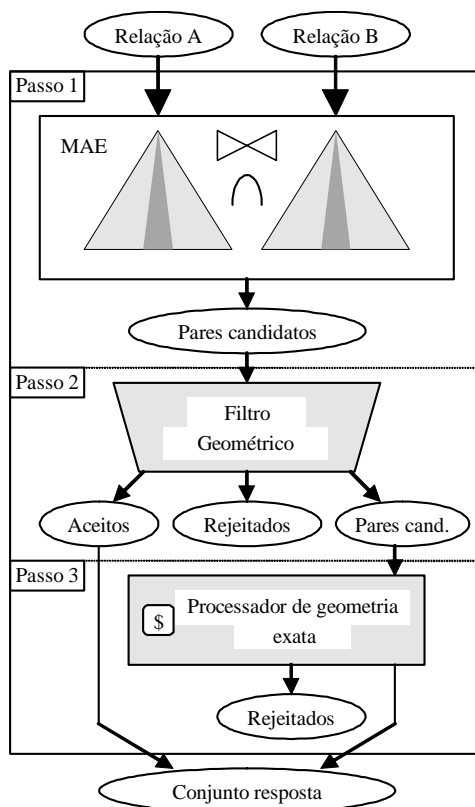 Relação A
Relação B
Passo 1
MAE
Pares candidatos
Passo 2
Filtro
Geométrico
Aceitos
Rejeitados
Pares cand.
Passo 3
$
Processador de geometria
exata
Rejeitados
Conjunto resposta